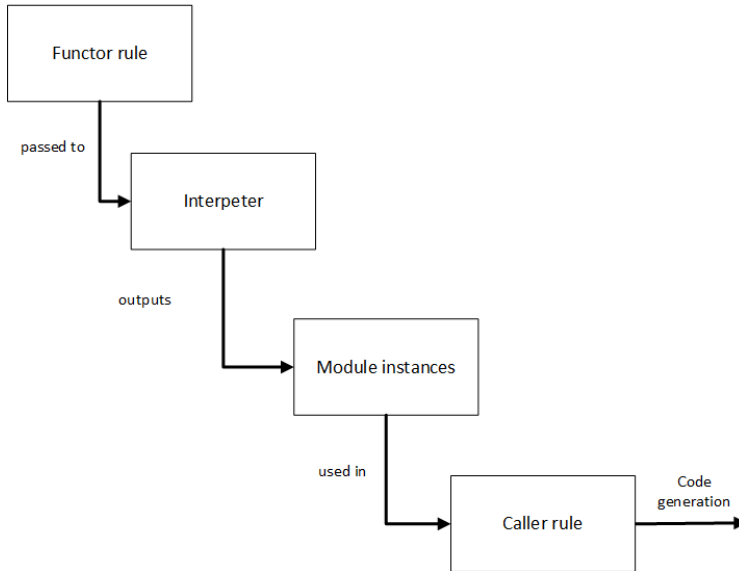 Functor rule
passed to
Interpeter
outputs
Module instances
used in
Code
generation
Caller rule